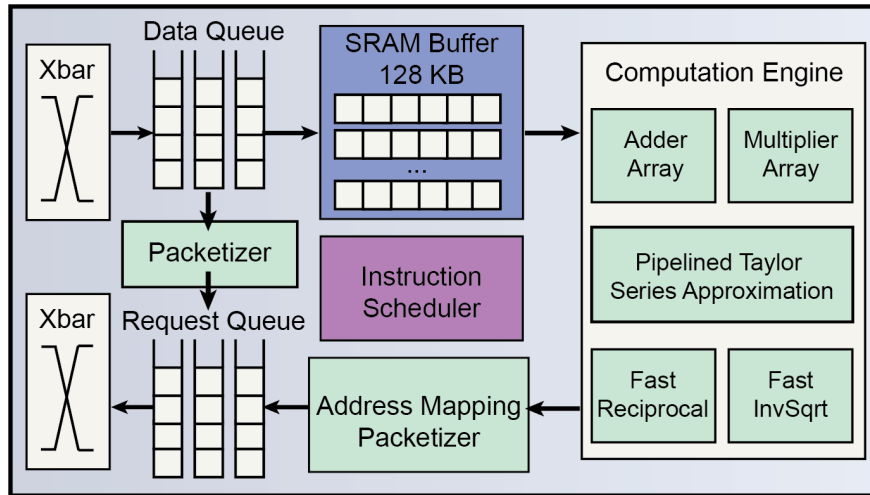 Xbar
Data Queue
SRAM Buffer
128 KB
...
Computation Engine
Adder
Array
Multiplier
Array
Packetizer
Instruction
Scheduler
Pipelined Taylor
Series Approximation
Xbar
Request Queue
Address Mapping
Packetizer
Fast
Reciprocal
Fast
InvSqrt